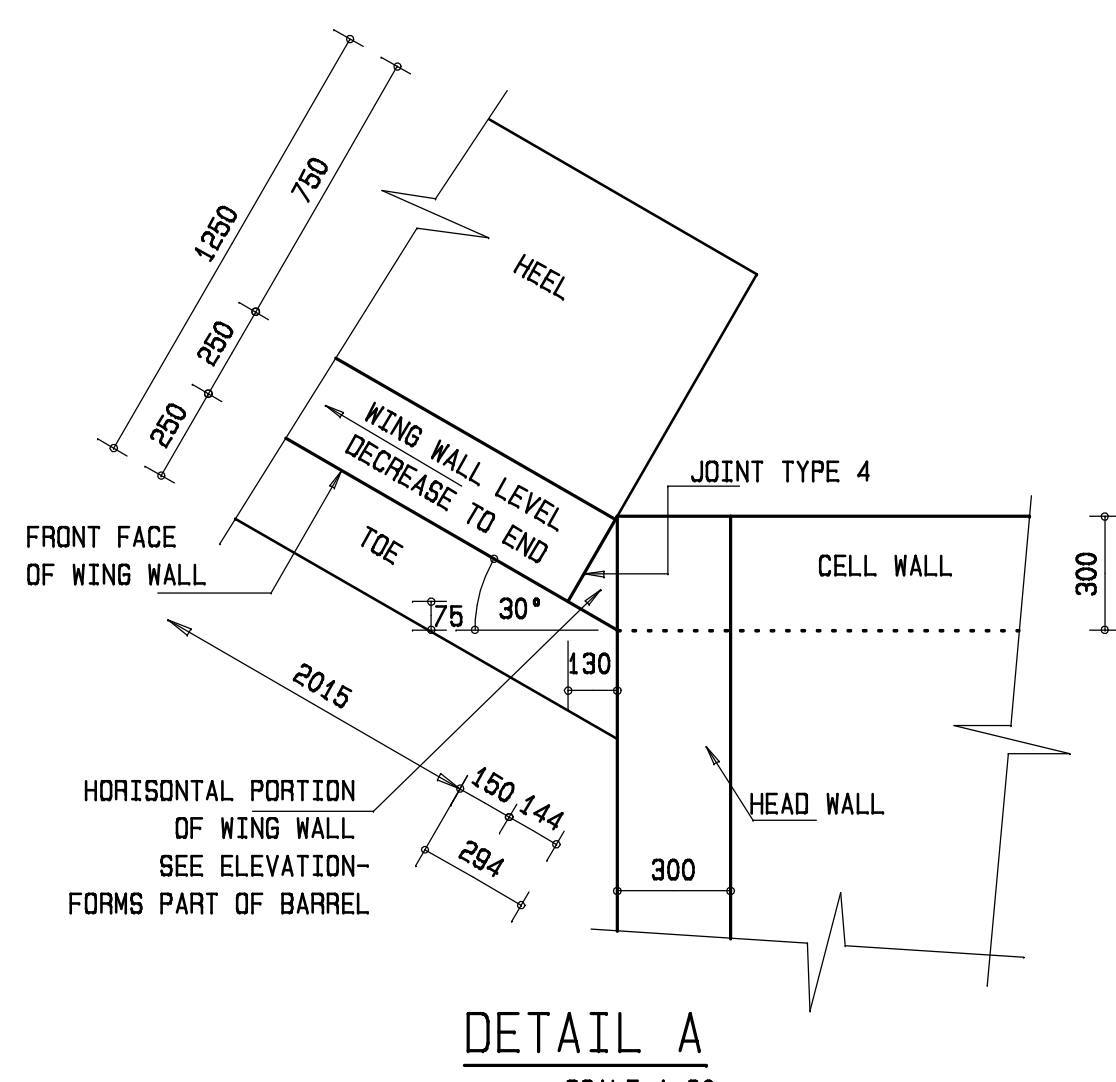 1250
750
250
250
HEEL
WING WALL LEVEL
DECREASE TO END
JOINT TYPE 4
FRONT FACE
OF WING WALL
TOE
CELL WALL
300
75
30°
130
2015
HORISONTAL PORTION
OF WING WALL
SEE ELEVATION-
FORMS PART OF BARREL
150
144
294
HEAD WALL
300
DETAIL A